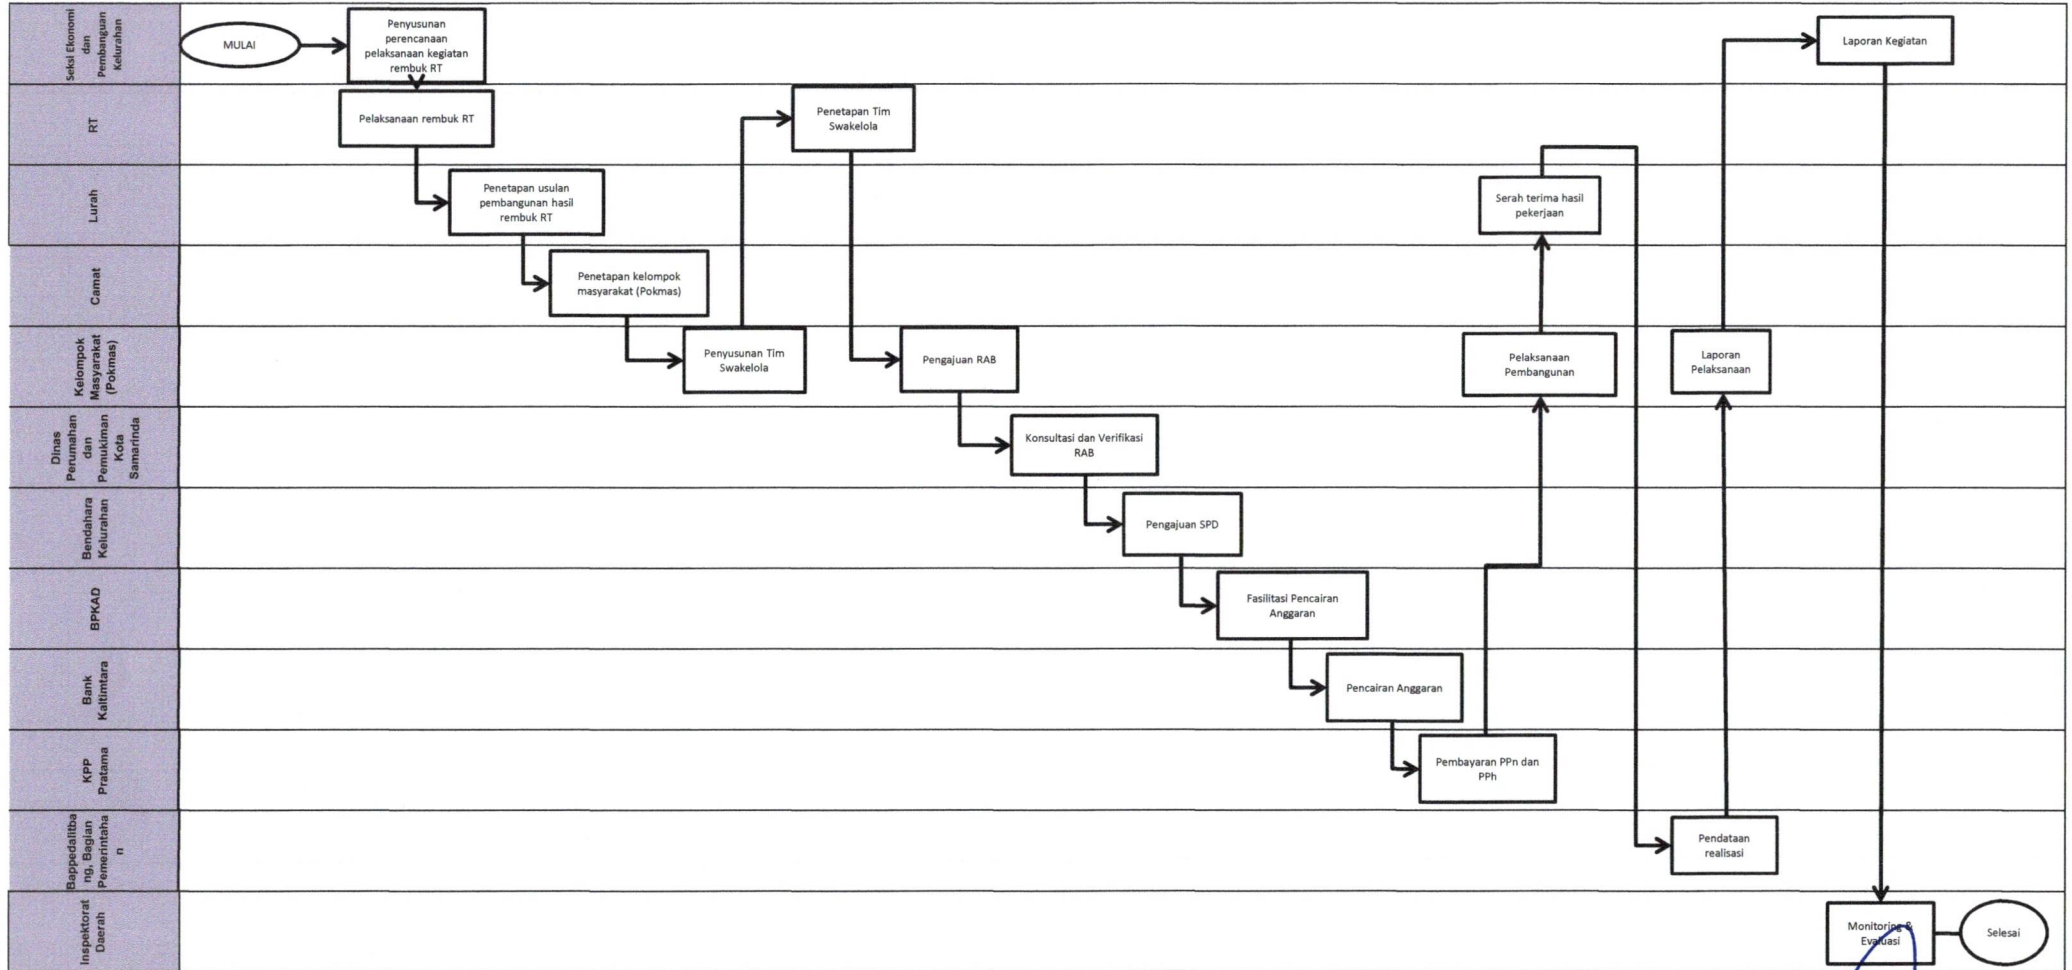 Seksi Ekonomi
dan
Pembanguan
Kelurahan
MULAI
Penyusunan
perencanaan
pelaksanaan kegiatan
rembuk RT
Laporan Kegiatan
RT
Pelaksanaan rembuk RT
Penetapan Tim
Swakelola
Lurah
Penetapan usulan
pembangunan hasil
rembuk RT
Serah terima hasil
pekerjaan
Camat
Penetapan kelompok
masyarakat (Pokmas)
Kelompok
Masyarakat
(Pokmas)
Penyusunan Tim
Swakelola
Pengajuan RAB
Pelaksanaan
Pembangunan
Laporan
Pelaksanaan
Dinas
Perumahan
dan
Pemukiman
Kota
Samarinda
Konsultasi dan Verifikasi
RAB
Bendahara
Kelurahan
Pengajuan SPD
BPKAD
Fasilitasi Pencairan
Anggaran
Bank
Kaltimtara
Pencairan Anggaran
KPP
Pratama
Pembayaran PPn dan
PPh
Bappedalitba
ng, Bagian
Pemerintaha
n
Pendataan
realisasi
Inspektorat
Daerah
Monitoring &
Evaluasi
Selesai